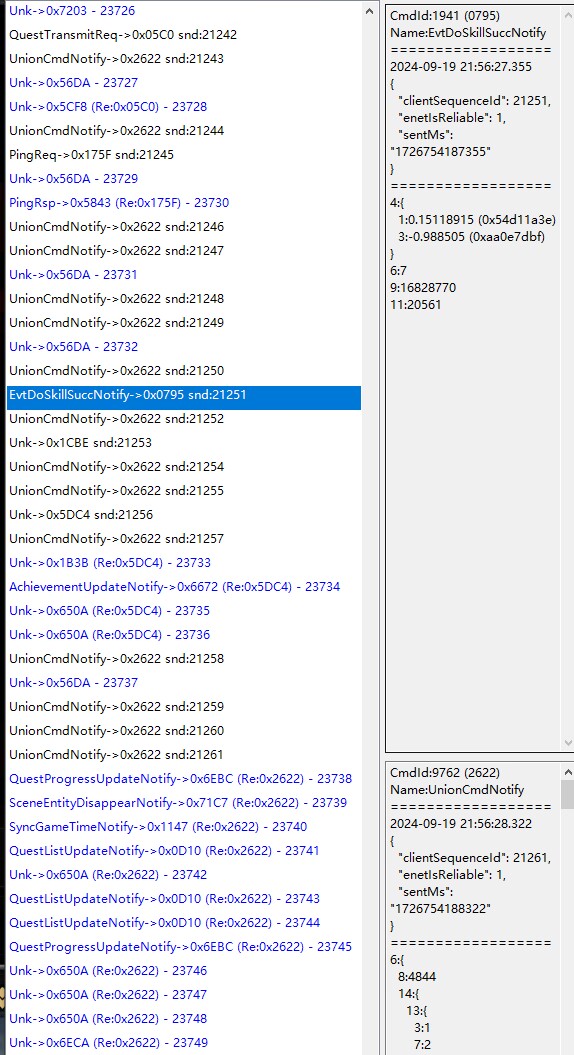 Unk->0x7203 - 23726
QuestTransmitReq->0x05C0 snd:21242
UnionCmdNotify->0x2622 snd:21243
Unk->0x56DA - 23727
Unk->0x5CF8 (Re:0x05C0) - 23728
UnionCmdNotify->0x2622 snd:21244
PingReq->0x175F snd:21245
Unk->0x56DA - 23729
PingRsp->0x5843 (Re:0x175F) - 23730
UnionCmdNotify->0x2622 snd:21246
UnionCmdNotify->0x2622 snd:21247
Unk->0x56DA - 23731
UnionCmdNotify->0x2622 snd:21248
UnionCmdNotify->0x2622 snd:21249
Unk->0x56DA - 23732
UnionCmdNotify->0x2622 snd:21250
EvtDoSkillSuccNotify->0x0795 snd:21251
UnionCmdNotify->0x2622 snd:21252
Unk->0x1CBE snd:21253
UnionCmdNotify->0x2622 snd:21254
UnionCmdNotify->0x2622 snd:21255
Unk->0x5DC4 snd:21256
UnionCmdNotify->0x2622 snd:21257
Unk->0x1B3B (Re:0x5DC4) - 23733
AchievementUpdateNotify->0x6672 (Re:0x5DC4) - 23734
Unk->0x650A (Re:0x5DC4) - 23735
Unk->0x650A (Re:0x5DC4) - 23736
UnionCmdNotify->0x2622 snd:21258
Unk->0x56DA - 23737
UnionCmdNotify->0x2622 snd:21259
UnionCmdNotify->0x2622 snd:21260
UnionCmdNotify->0x2622 snd:21261
QuestProgressUpdateNotify->0x6EBC (Re:0x2622) - 23738
SceneEntityDisappearNotify->0x71C7 (Re:0x2622) - 23739
SyncGameTimeNotify->0x1147 (Re:0x2622) - 23740
QuestListUpdateNotify->0x0D10 (Re:0x2622) - 23741
Unk->0x650A (Re:0x2622) - 23742
QuestListUpdateNotify->0x0D10 (Re:0x2622) - 23743
QuestListUpdateNotify->0x0D10 (Re:0x2622) - 23744
QuestProgressUpdateNotify->0x6EBC (Re:0x2622) - 23745
Unk->0x650A (Re:0x2622) - 23746
Unk->0x650A (Re:0x2622) - 23747
Unk->0x650A (Re:0x2622) - 23748
Unk->0x6ECA (Re:0x2622) - 23749
CmdId:1941 (0795)
Name:EvtDoSkillSuccNotify
==================
2024-09-19 21:56:27.355
{
"clientSequenceId": 21251,
"enetIsReliable": 1,
"sentMs":
"1726754187355"
}
==================
4:{
1:0.15118915 (0x54d11a3e)
3:-0.988505 (0xaa0e7dbf)
}
6:7
9:16828770
11:20561
CmdId:9762 (2622)
Name:UnionCmdNotify
==================
2024-09-19 21:56:28.322
{
"clientSequenceId": 21261,
"enetIsReliable": 1,
"sentMs":
"1726754188322"
}
==================
6:{
8:4844
14:{
13:{
3:1
7:2